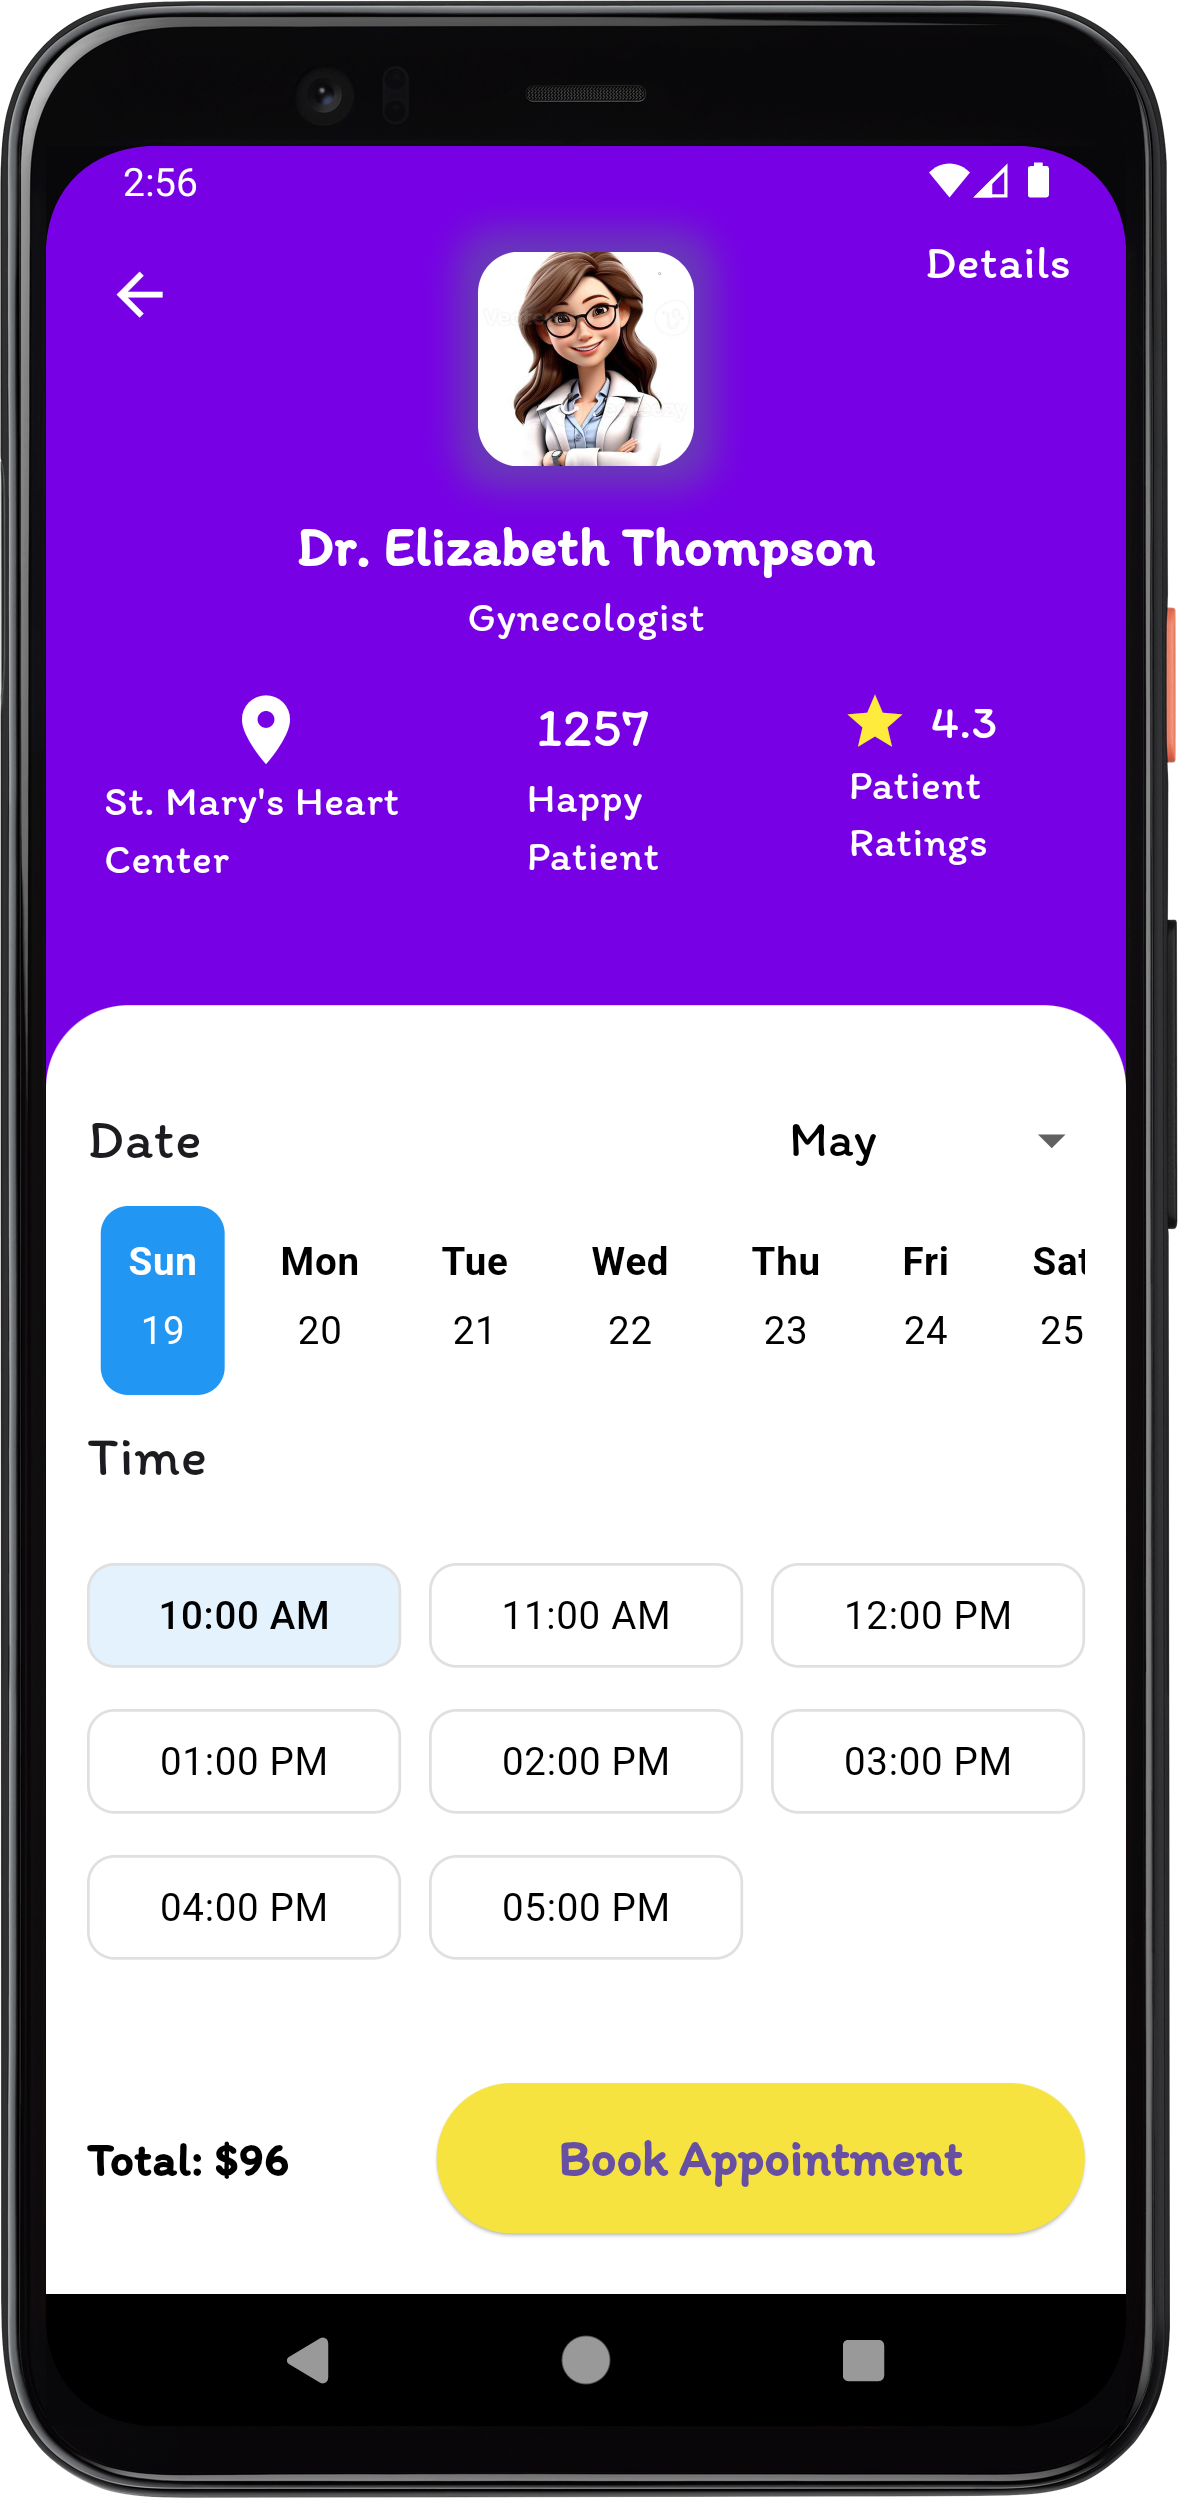 2:56
Details
Dr. Elizabeth Thompson
Gynecologist
St. Mary's Heart
Center
1257
Happy
Patient
4.3
Patient
Ratings
Date
May
Sun Mon Tue Wed Thu Fri Sat
19 20 21 22 23 24 25
Time
10:00 AM 11:00 AM 12:00 PM
01:00 PM 02:00 PM 03:00 PM
04:00 PM 05:00 PM
Total: $96
Book Appointment